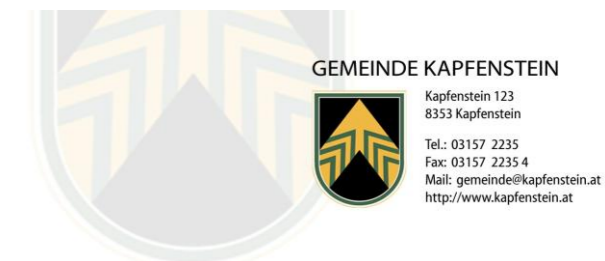 GEMEINDE KAPFENSTEIN
Kapfenstein 123
8353 Kapfenstein
Tel.: 03157 2235
Fax: 03157 2235 4
Mail: gemeinde@kapfenstein.at
http://www.kapfenstein.at